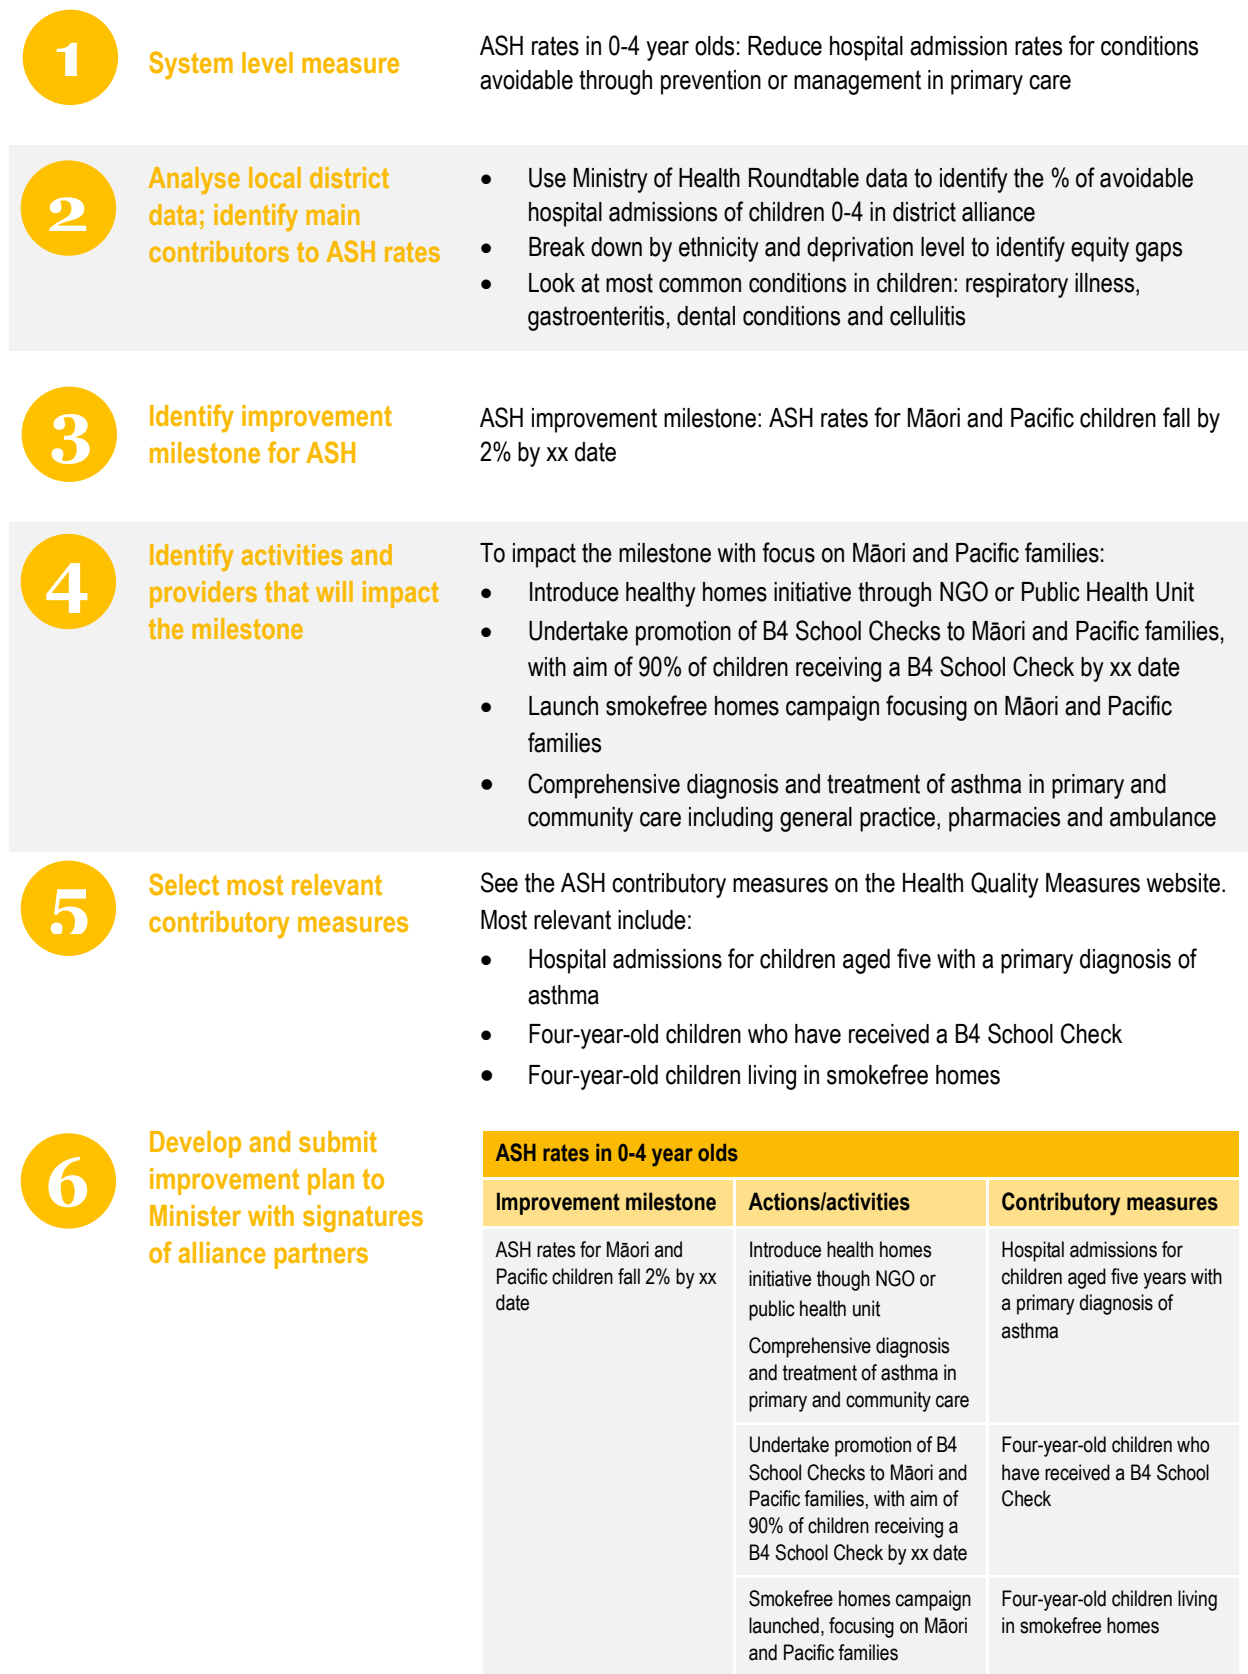 1
System level measure
ASH rates in 0-4 year olds: Reduce hospital admission rates for conditions
avoidable through prevention or management in primary care
2
Analyse local district
data; identify main
contributors to ASH rates
• Use Ministry of Health Roundtable data to identify the % of avoidable
hospital admissions of children 0-4 in district alliance
• Break down by ethnicity and deprivation level to identify equity gaps
• Look at most common conditions in children: respiratory illness,
gastroenteritis, dental conditions and cellulitis
3
Identify improvement
milestone for ASH
ASH improvement milestone: ASH rates for Māori and Pacific children fall by
2% by xx date
4
Identify activities and
providers that will impact
the milestone
To impact the milestone with focus on Māori and Pacific families:
• Introduce healthy homes initiative through NGO or Public Health Unit
• Undertake promotion of B4 School Checks to Māori and Pacific families,
with aim of 90% of children receiving a B4 School Check by xx date
• Launch smokefree homes campaign focusing on Māori and Pacific
families
• Comprehensive diagnosis and treatment of asthma in primary and
community care including general practice, pharmacies and ambulance
5
Select most relevant
contributory measures
See the ASH contributory measures on the Health Quality Measures website.
Most relevant include:
• Hospital admissions for children aged five with a primary diagnosis of
asthma
• Four-year-old children who have received a B4 School Check
• Four-year-old children living in smokefree homes
6
Develop and submit
improvement plan to
Minister with signatures
of alliance partners
ASH rates in 0-4 year olds
Improvement milestone
Actions/activities
Contributory measures
ASH rates for Māori and
Pacific children fall 2% by xx
date
Introduce health homes
initiative though NGO or
public health unit
Comprehensive diagnosis
and treatment of asthma in
primary and community care
Hospital admissions for
children aged five years with
a primary diagnosis of
asthma
Undertake promotion of B4
School Checks to Māori and
Pacific families, with aim of
90% of children receiving a
B4 School Check by xx date
Four-year-old children who
have received a B4 School
Check
Smokefree homes campaign
launched, focusing on Māori
and Pacific families
Four-year-old children living
in smokefree homes